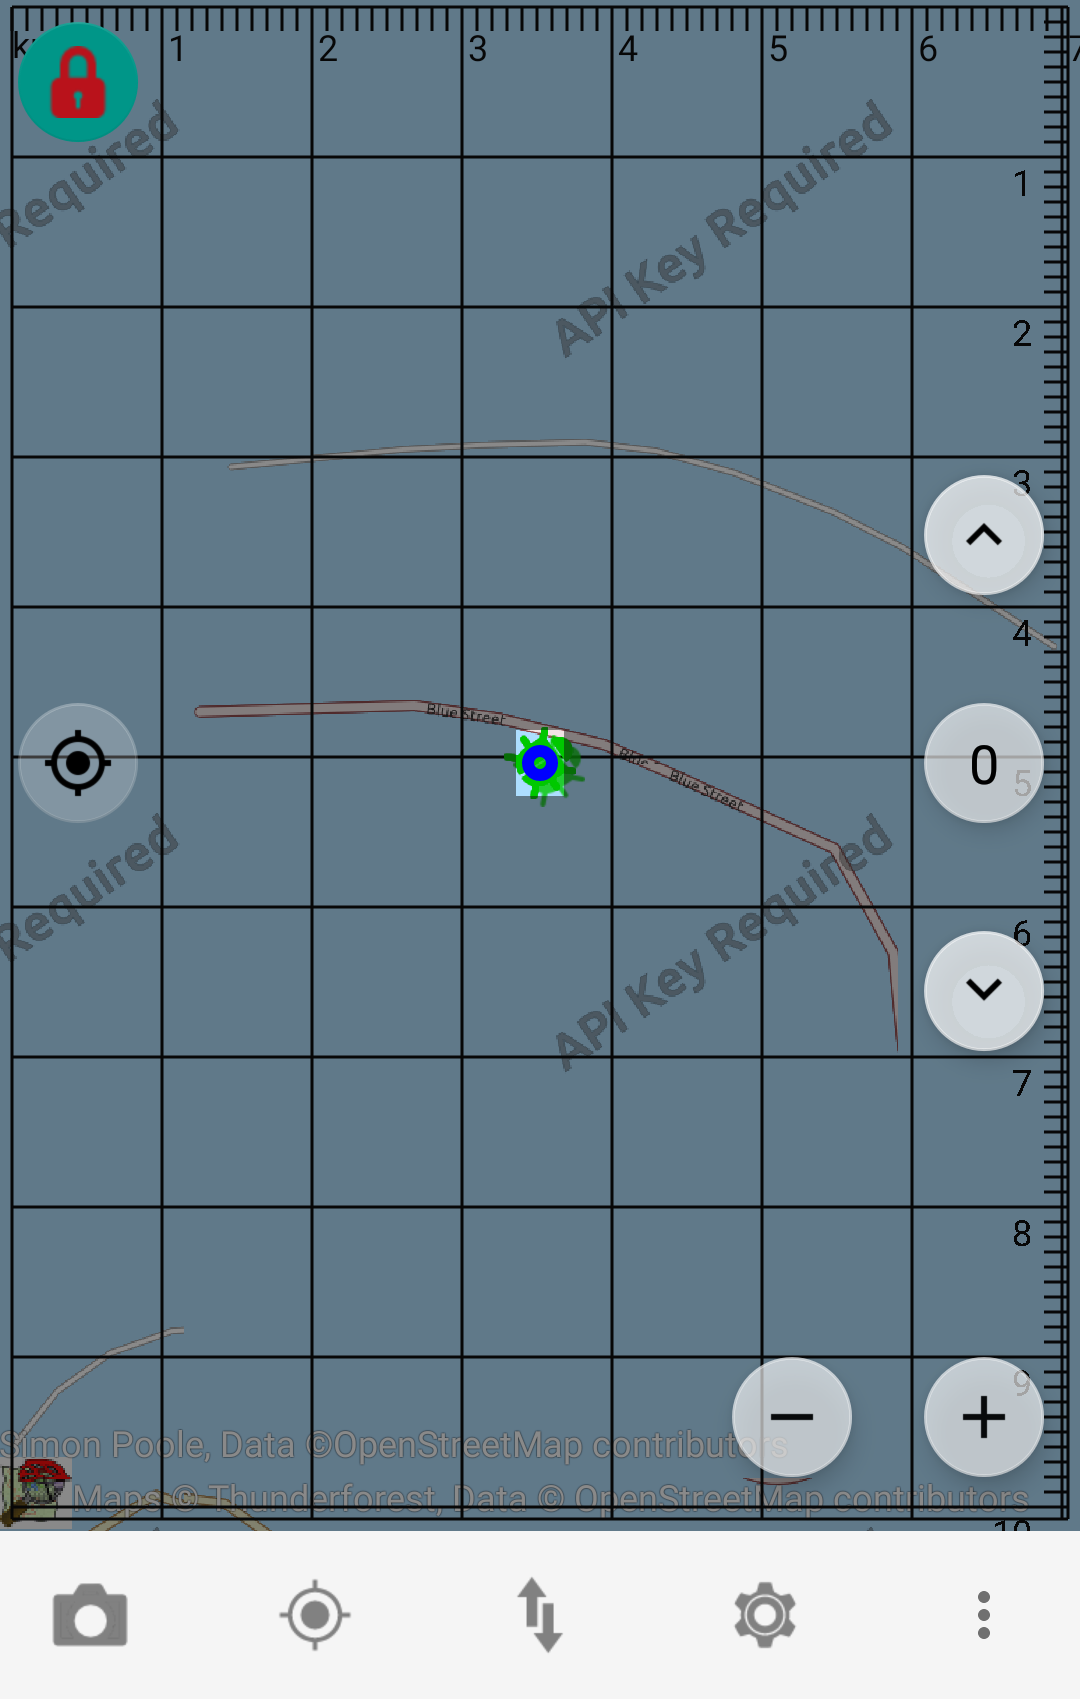 1 2 3 4 5 6 7
Required
API Key Required
1
2
3
4
Blue Street
Blue Street
0
5
Required
API Key Required
6
7
8
9
Simon Poole, Data ©OpenStreetMap contributors
Maps © Thunderforest, Data © OpenStreetMap contributors
10